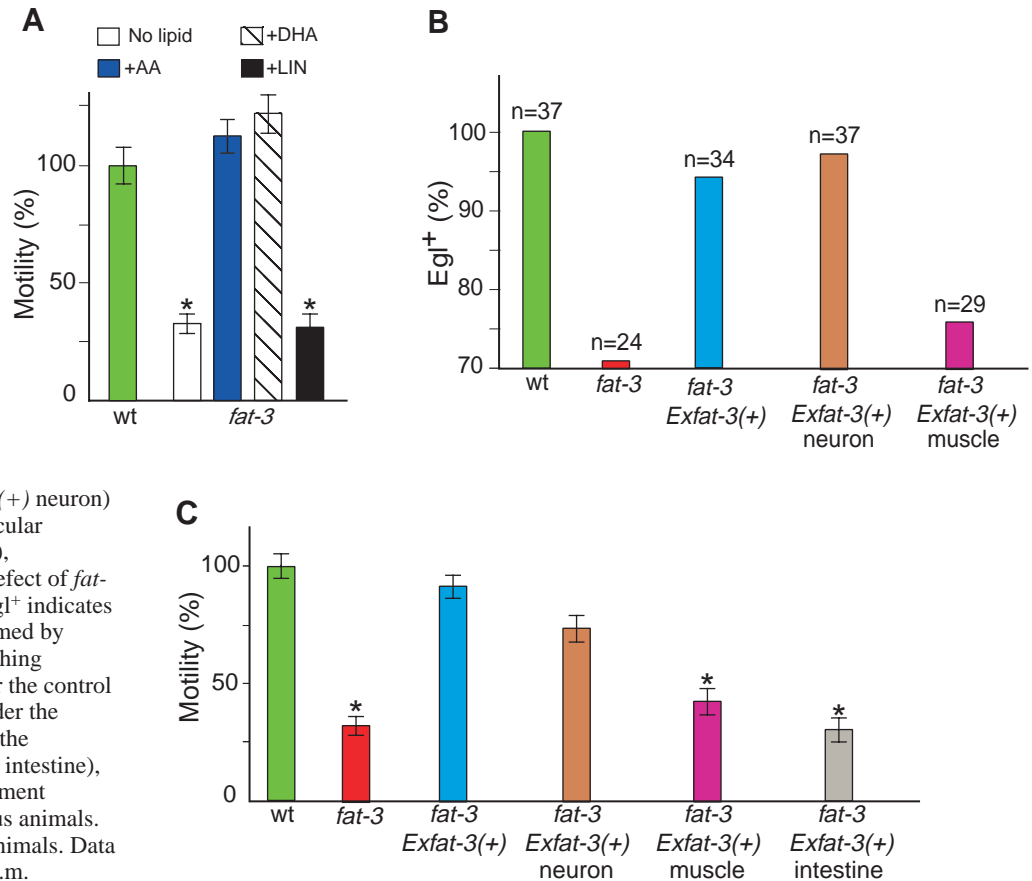 A
No lipid
+DHA
+AA
+LIN
Motility (%)
100
50
0
*
*
wt
fat-3
B
Egl+ (%)
100
90
80
70
n=37
n=24
n=34
n=37
n=29
wt
fat-3
fat-3
Exfat-3(+)
fat-3
Exfat-3(+)
neuron
fat-3
Exfat-3(+)
muscle
(+) neuron)
cular
),
efect of fat-
gl+ indicates
med by
hing
r the control
der the
the
intestine),
ment
us animals.
nimals. Data
.m.
C
Motility (%)
100
50
0
*
*
*
wt
fat-3
fat-3
Exfat-3(+)
fat-3
Exfat-3(+)
neuron
fat-3
Exfat-3(+)
muscle
fat-3
Exfat-3(+)
intestine